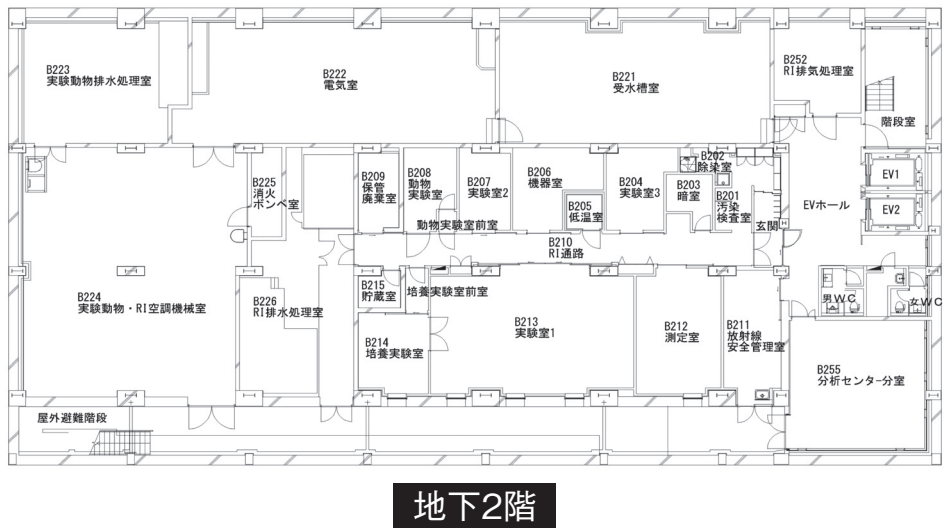 B223
実験動物排水処理室
B222
電気室
B221
受水槽室
B252
RI排気処理室
階段室
B225
消火
ボンベ室
B209
保管
廃棄室
B208
動物
実験室
B207
実験室2
動物実験室前室
B206
機器室
B205
低温室
B204
実験室3
B203
暗室
B202
除染室
B201
汚染
検査室
玄関
EVホール
EV1
EV2
B210
RI通路
B224
実験動物・RI空調機械室
B226
RI排水処理室
B215
貯蔵室
培養実験室前室
B214
培養実験室
B213
実験室1
B212
測定室
B211
放射線
安全管理室
男WC
女WC
B255
分析センター分室
屋外避難階段
地下2階